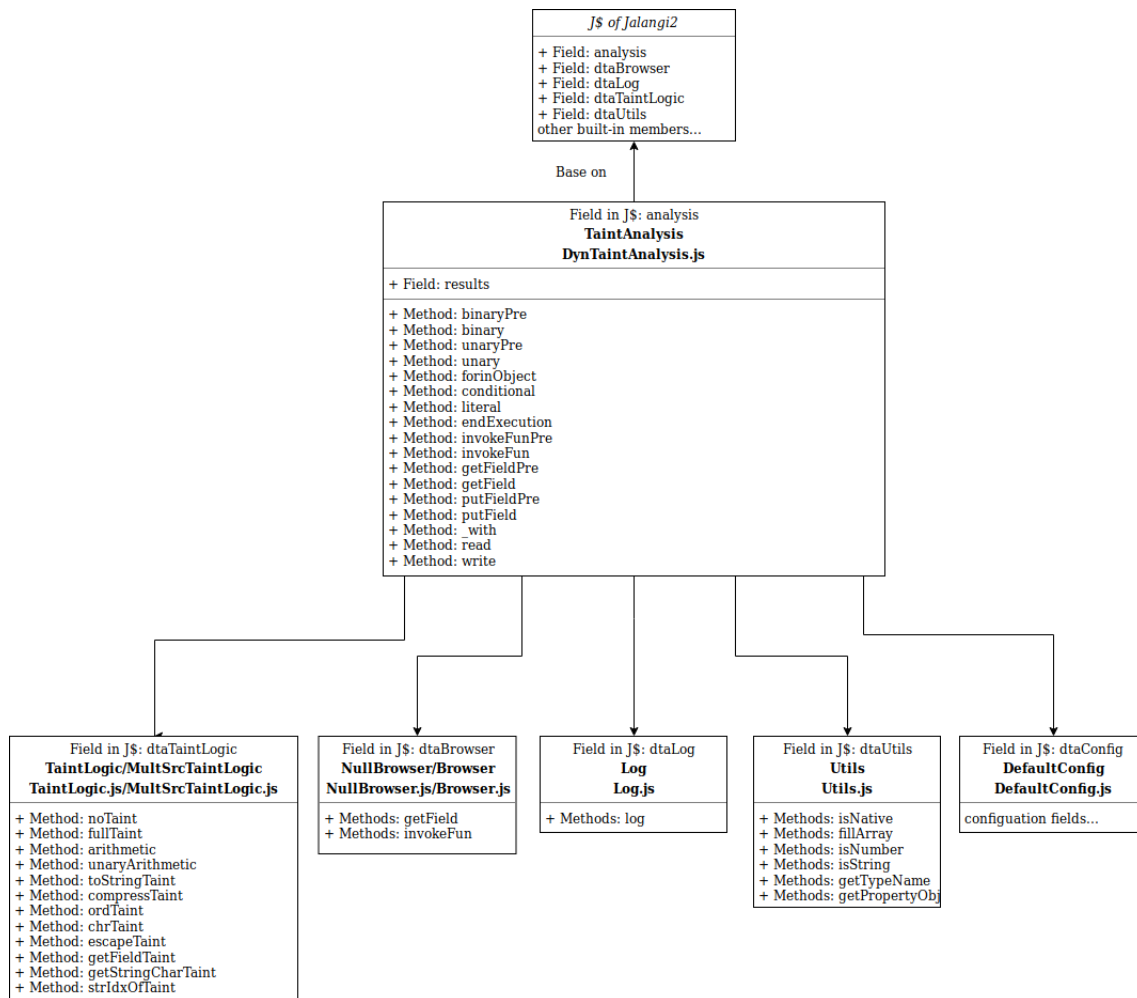 J$ of Jalangi2
+ Field: analysis
+ Field: dtaBrowser
+ Field: dtaLog
+ Field: dtaTaintLogic
+ Field: dtaUtils
other built-in members...
Base on
Field in J$: analysis
TaintAnalysis
DynTaintAnalysis.js
+ Field: results
+ Method: binaryPre
+ Method: binary
+ Method: unaryPre
+ Method: unary
+ Method: forinObject
+ Method: conditional
+ Method: literal
+ Method: endExecution
+ Method: invokeFunPre
+ Method: invokeFun
+ Method: getFieldPre
+ Method: getField
+ Method: putFieldPre
+ Method: putField
+ Method: _with
+ Method: read
+ Method: write
Field in J$: dtaTaintLogic
TaintLogic/MultSrcTaintLogic
TaintLogic.js/MultSrcTaintLogic.js
+ Method: noTaint
+ Method: fullTaint
+ Method: arithmetic
+ Method: unaryArithmetic
+ Method: toStringTaint
+ Method: compressTaint
+ Method: ordTaint
+ Method: chrTaint
+ Method: escapeTaint
+ Method: getFieldTaint
+ Method: getStringCharTaint
+ Method: strIdxOfTaint
Field in J$: dtaBrowser
NullBrowser/Browser
NullBrowser.js/Browser.js
+ Methods: getField
+ Methods: invokeFun
Field in J$: dtaLog
Log
Log.js
+ Methods: log
Field in J$: dtaUtils
Utils
Utils.js
+ Methods: isNative
+ Methods: fillArray
+ Methods: isNumber
+ Methods: isString
+ Methods: getTypeName
+ Methods: getPropertyObj
Field in J$: dtaConfig
DefaultConfig
DefaultConfig.js
configuation fields...